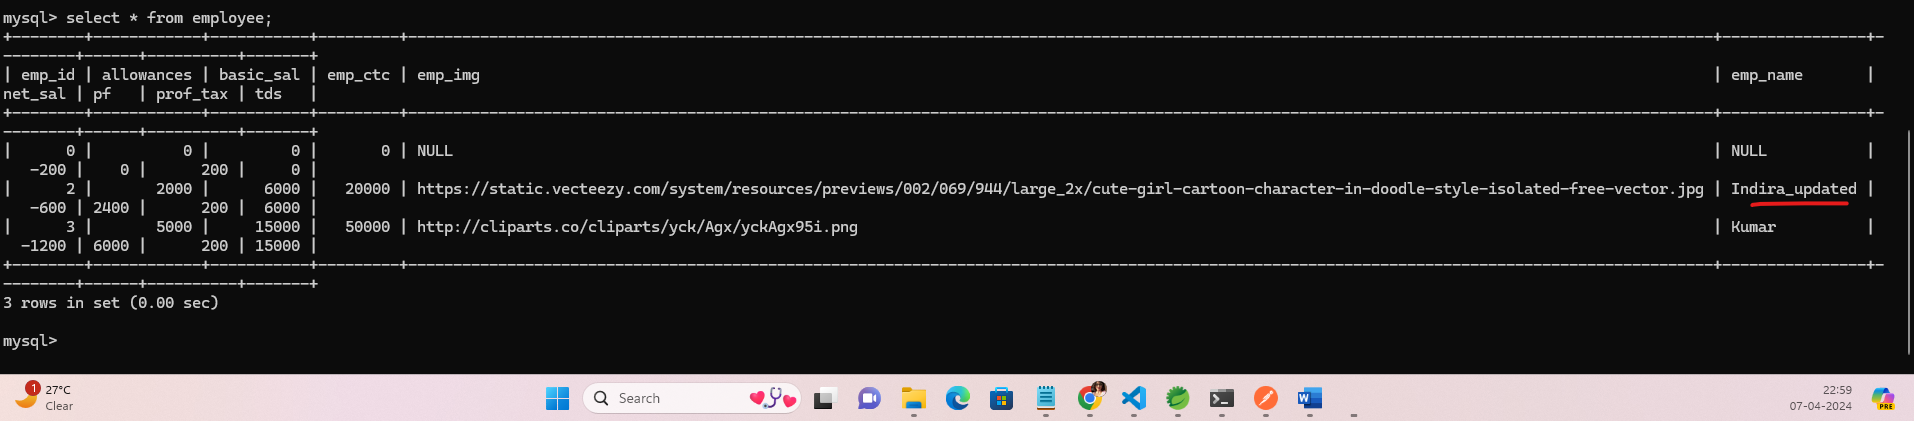 mysql> select * from employee;
+--------+------------+-----------+---------+-------------------------------------------------------------------------------------------------------------------------------------------------+----------------+-
--------+------+----------+-------+
| emp_id | allowances | basic_sal | emp_ctc | emp_img                                                                                                                                         | emp_name       |
net_sal | pf   | prof_tax | tds   |
+--------+------------+-----------+---------+-------------------------------------------------------------------------------------------------------------------------------------------------+----------------+-
--------+------+----------+-------+
|      0 |          0 |         0 |       0 | NULL                                                                                                                                            | NULL           |
   -200 |    0 |      200 |     0 |
|      2 |       2000 |      6000 |   20000 | https://static.vecteezy.com/system/resources/previews/002/069/944/large_2x/cute-girl-cartoon-character-in-doodle-style-isolated-free-vector.jpg | Indira_updated |
   -600 | 2400 |      200 |  6000 |
|      3 |       5000 |     15000 |   50000 | http://cliparts.co/cliparts/yck/Agx/yckAgx95i.png                                                                                               | Kumar          |
  -1200 | 6000 |      200 | 15000 |
+--------+------------+-----------+---------+-------------------------------------------------------------------------------------------------------------------------------------------------+----------------+-
--------+------+----------+-------+
3 rows in set (0.00 sec)
mysql>
1
27°C
Clear
Search
W
22:59
07-04-2024
PRE